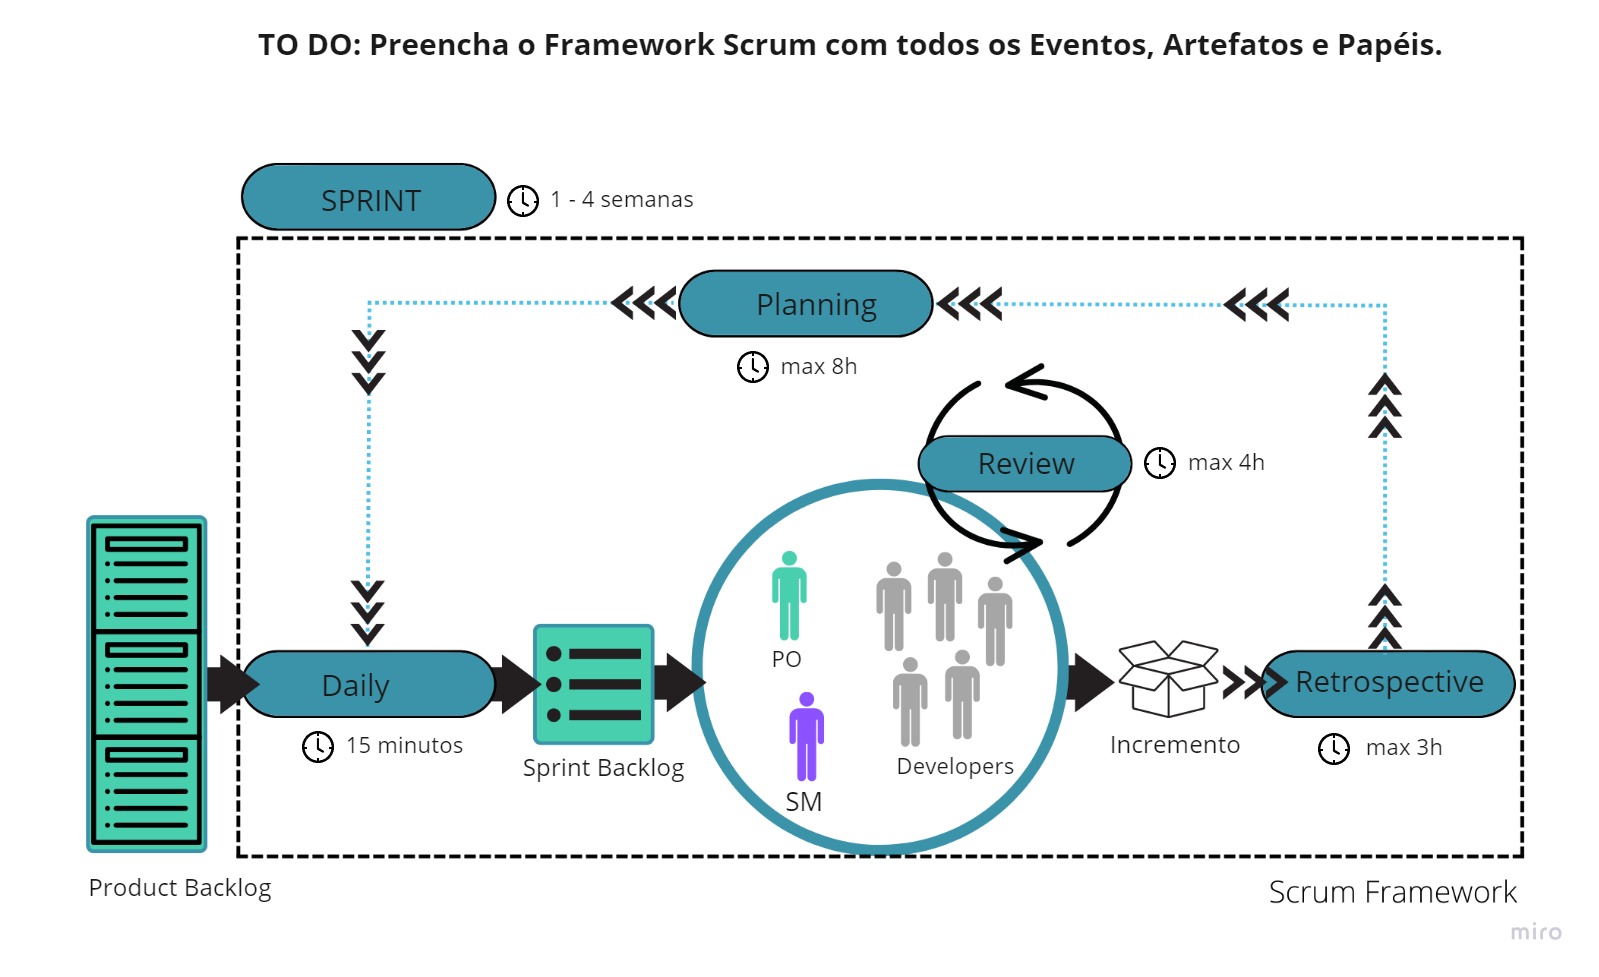 TO DO: Preencha o Framework Scrum com todos os Eventos, Artefatos e Papéis.
SPRINT
1 - 4 semanas
Planning
max 8h
Review
max 4h
PO
SM
Developers
Daily
15 minutos
Sprint Backlog
Incremento
Retrospective
max 3h
Product Backlog
Scrum Framework
miro